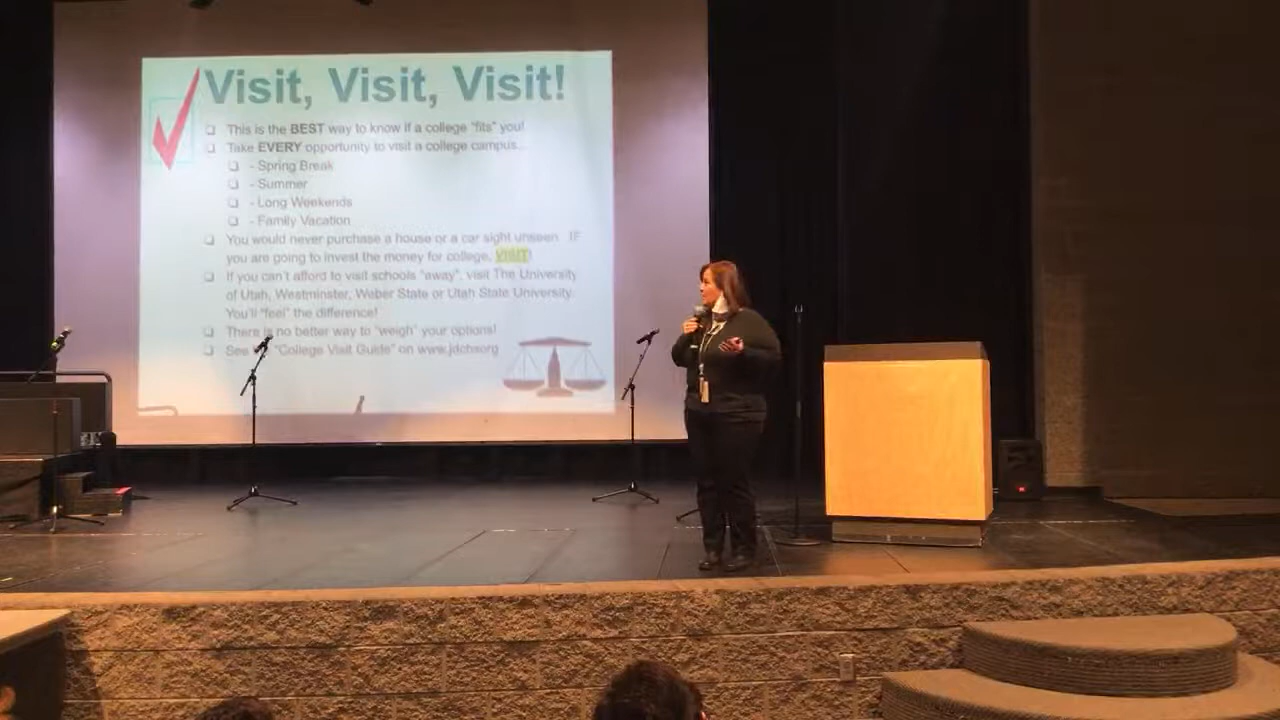 Visit, Visit, Visit!
This is the BEST way to know if a college "fits" you!
Take EVERY opportunity to visit a college campus...
- Spring Break
- Summer
- Long Weekends
- Family Vacation
You would never purchase a house or a car sight unseen. IF
you are going to invest the money for college, VISIT!
If you can't afford to visit schools "away", visit The University
of Utah, Westminster, Weber State or Utah State University.
You'll "feel" the difference!
There is no better way to "weigh" your options!
See "College Visit Guide" on www.jdchsorg